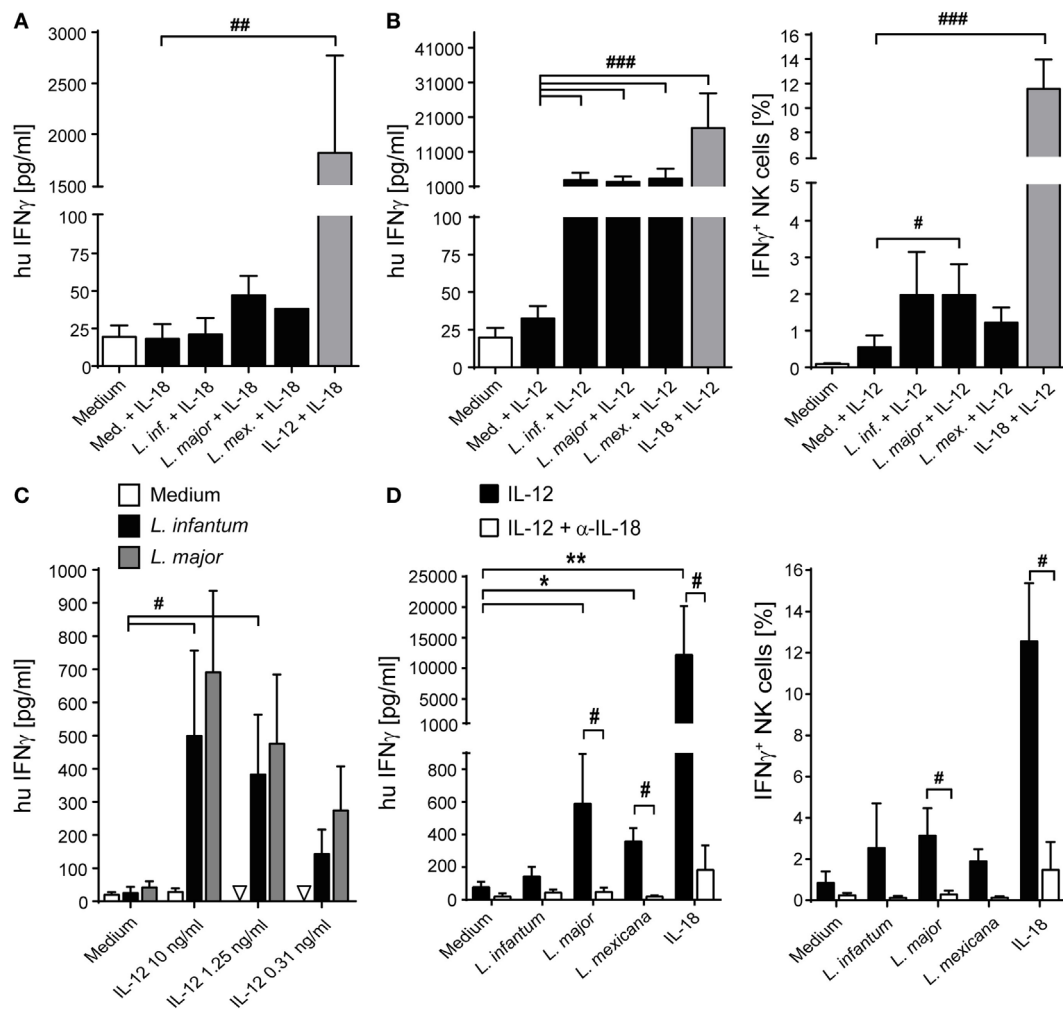 A
##
hu IFNγ [pg/ml]
3000
2500
2000
1500
100
75
50
25
0
Medium
Med. + IL-18
L. inf. + IL-18
L. major + IL-18
L. mex. + IL-18
IL-12 + IL-18
B
###
hu IFNγ [pg/ml]
41000
31000
21000
11000
1000
100
75
50
25
0
Medium
Med. + IL-12
L. inf. + IL-12
L. major + IL-12
L. mex. + IL-12
IL-18 + IL-12
###
#
IFNγ+ NK cells [%]
16
14
12
10
8
6
5
4
3
2
1
0
Medium
Med. + IL-12
L. inf. + IL-12
L. major + IL-12
L. mex. + IL-12
IL-18 + IL-12
C
Medium
L. infantum
L. major
#
hu IFNγ [pg/ml]
1000
900
800
700
600
500
400
300
200
100
0
Medium
IL-12 10 ng/ml
IL-12 1.25 ng/ml
IL-12 0.31 ng/ml
D
IL-12
IL-12 + α-IL-18
**
*
#
#
#
hu IFNγ [pg/ml]
25000
20000
15000
10000
5000
1000
800
600
400
200
0
Medium
L. infantum
L. major
L. mexicana
IL-18
#
#
IFNγ+ NK cells [%]
16
14
12
10
8
6
4
2
0
Medium
L. infantum
L. major
L. mexicana
IL-18